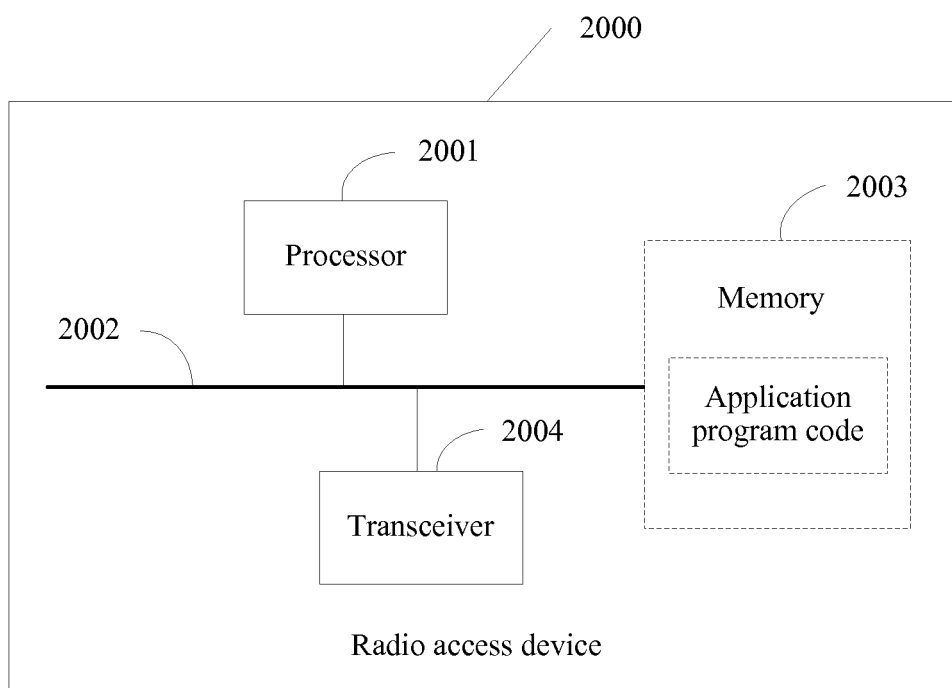 2000
2001
2003
Processor
Memory
2002
Application
program code
2004
Transceiver
Radio access device